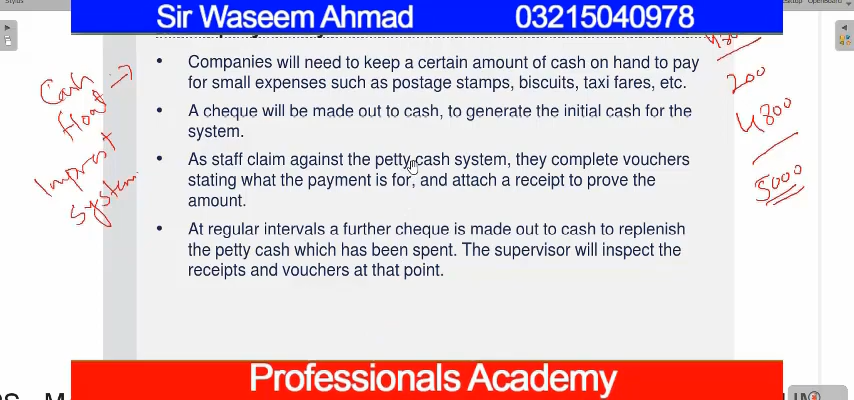 Sir Waseem Ahmad 03215040978
• Companies will need to keep a certain amount of cash on hand to pay
for small expenses such as postage stamps, biscuits, taxi fares, etc.
• A cheque will be made out to cash, to generate the initial cash for the
system.
• As staff claim against the petty cash system, they complete vouchers
stating what the payment is for, and attach a receipt to prove the
amount.
• At regular intervals a further cheque is made out to cash to replenish
the petty cash which has been spent. The supervisor will inspect the
receipts and vouchers at that point.
Cash
float
Imprest
system
200
4800
5000
Professionals Academy